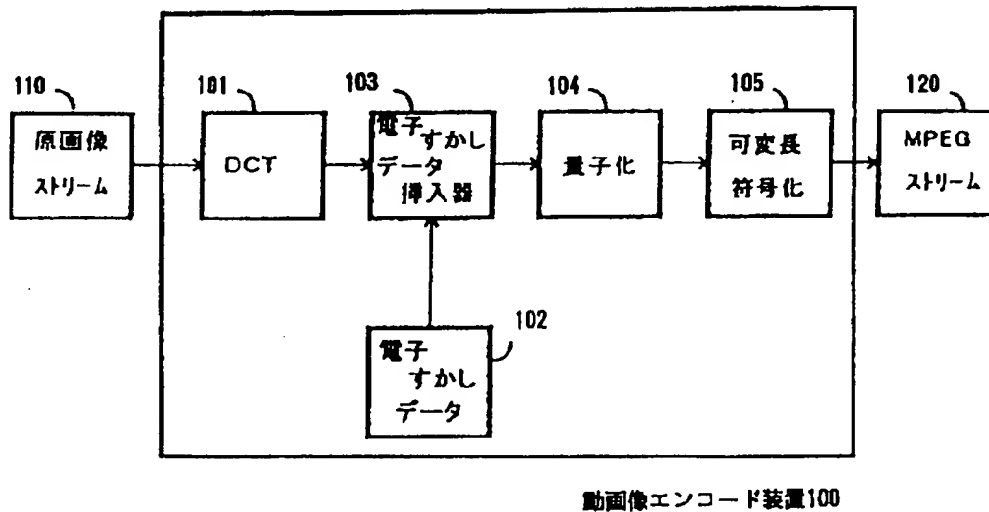 110
101
103
104
105
120
原画像
ストリーム
DCT
電子
すかし
データ
挿入器
量子化
可変長
符号化
MPEG
ストリーム
102
電子
すかし
データ
動画像エンコード装置100